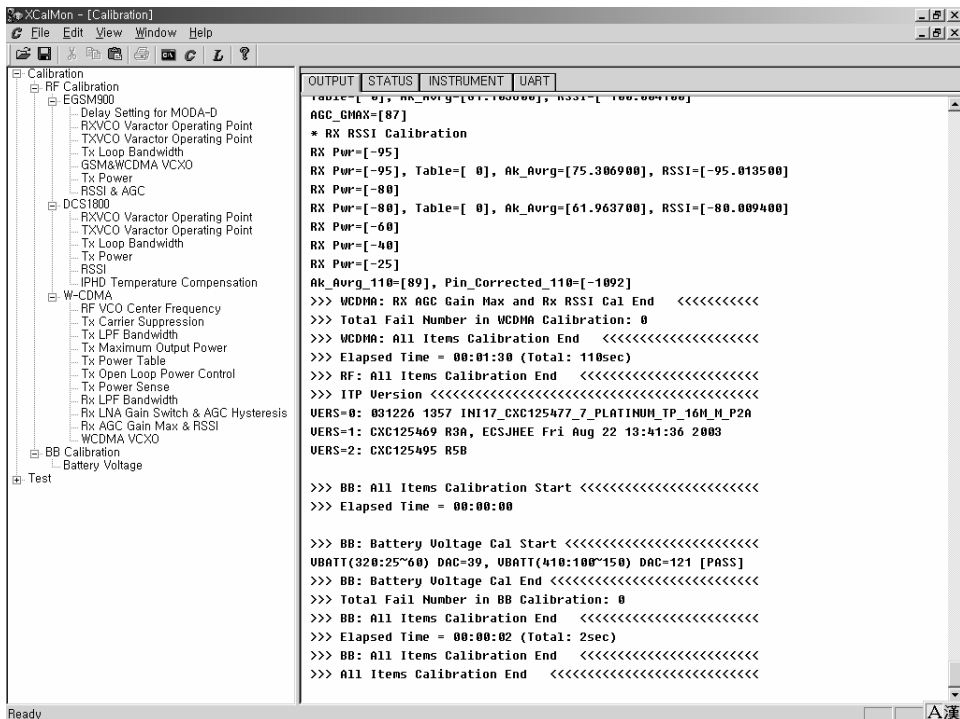 XCalMon - [Calibration]
File Edit View Window Help
OUTPUT STATUS INSTRUMENT UART
Calibration
RF Calibration
EGSM900
Delay Setting for MODA-D
RXVCO Varactor Operating Point
TXVCO Varactor Operating Point
Tx Loop Bandwidth
GSM&WCDMA VCXO
Tx Power
RSSI & AGC
DCS1800
RXVCO Varactor Operating Point
TXVCO Varactor Operating Point
Tx Loop Bandwidth
Tx Power
RSSI
IPHD Temperature Compensation
W-CDMA
RF VCO Center Frequency
Tx Carrier Suppression
Tx LPF Bandwidth
Tx Maximum Output Power
Tx Power Table
Tx Open Loop Power Control
Tx Power Sense
Rx LPF Bandwidth
Rx LNA Gain Switch & AGC Hysteresis
Rx AGC Gain Max & RSSI
WCDMA VCXO
BB Calibration
Battery Voltage
Test
AGC_GMAX=[87]
* RX RSSI Calibration
RX Pwr=[-95]
RX Pwr=[-95], Table=[ 0], Ak_Avrg=[75.306900], RSSI=[-95.013500]
RX Pwr=[-80]
RX Pwr=[-80], Table=[ 0], Ak_Avrg=[61.963700], RSSI=[-80.009400]
RX Pwr=[-60]
RX Pwr=[-40]
RX Pwr=[-25]
Ak_Avrg_110=[89], Pin_Corrected_110=[-1092]
>>> WCDMA: RX AGC Gain Max and Rx RSSI Cal End <<<<<<<<<<<
>>> Total Fail Number in WCDMA Calibration: 0
>>> WCDMA: All Items Calibration End <<<<<<<<<<<<<<<<<<<<<
>>> Elapsed Time = 00:01:30 (Total: 110sec)
>>> RF: All Items Calibration End <<<<<<<<<<<<<<<<<<<<<<<<
>>> ITP Version <<<<<<<<<<<<<<<<<<<<<<<<<<<<<<<<<<<<<<<<<<<<
VERS=0: 031226 1357 INI17_CXC125477_7_PLATINUM_TP_16M_M_P2A
VERS=1: CXC125469 R3A, ECSJHEE Fri Aug 22 13:41:36 2003
VERS=2: CXC125495 R5B
>>> BB: All Items Calibration Start <<<<<<<<<<<<<<<<<<<<<<<<
>>> Elapsed Time = 00:00:00
>>> BB: Battery Voltage Cal Start <<<<<<<<<<<<<<<<<<<<<<<<<<
VBATT(320:25~60) DAC=39, VBATT(410:100~150) DAC=121 [PASS]
>>> BB: Battery Voltage Cal End <<<<<<<<<<<<<<<<<<<<<<<<<<<<
>>> Total Fail Number in BB Calibration: 0
>>> BB: All Items Calibration End <<<<<<<<<<<<<<<<<<<<<<<<
>>> Elapsed Time = 00:00:02 (Total: 2sec)
>>> BB: All Items Calibration End <<<<<<<<<<<<<<<<<<<<<<<<
>>> All Items Calibration End <<<<<<<<<<<<<<<<<<<<<<<<<<<<
Ready
A漢